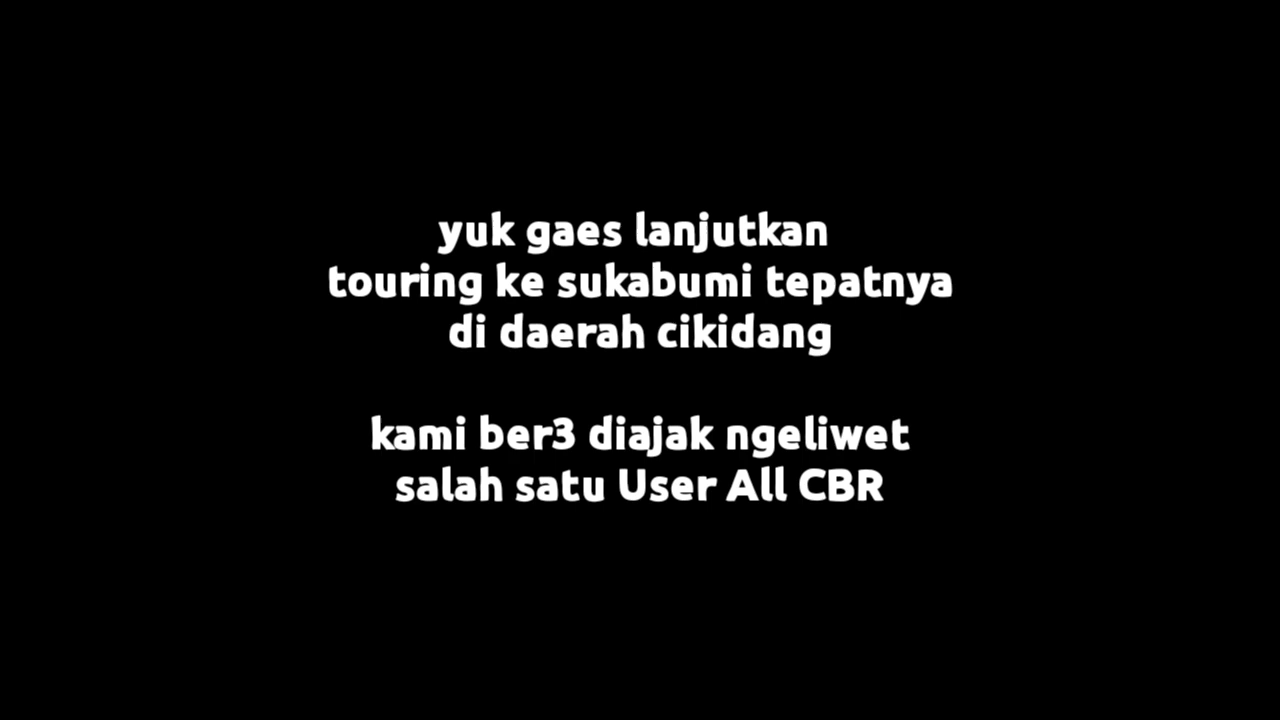 yuk gaes lanjutkan
touring ke sukabumi tepatnya
di daerah cikidang
kami ber3 diajak ngeliwet
salah satu User All CBR